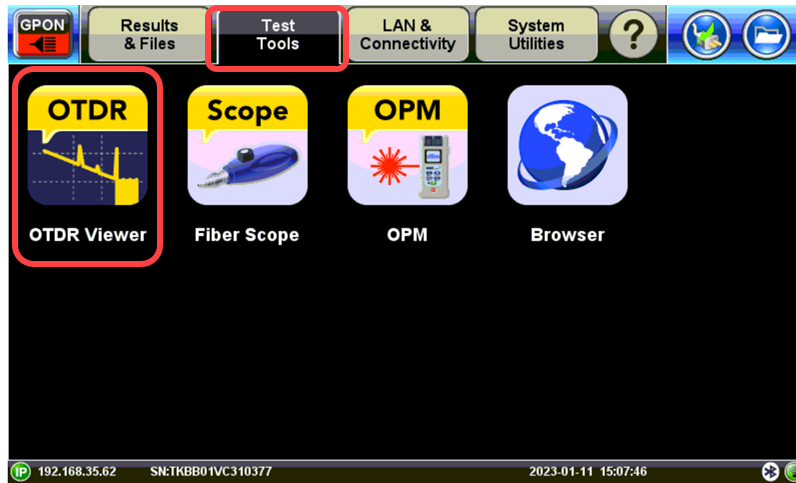 GPON
Results
& Files
Test
Tools
LAN &
Connectivity
System
Utilities
?
OTDR
Scope
OPM
OTDR Viewer
Fiber Scope
OPM
Browser
IP 192.168.35.62 SN:TKBB01VC310377 2023-01-11 15:07:46